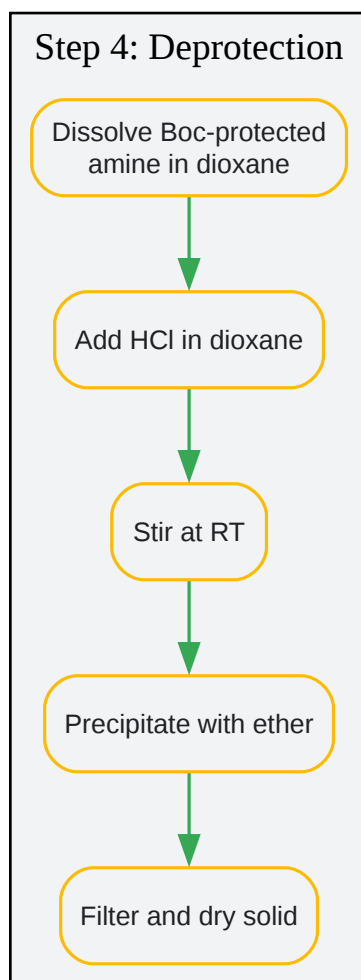 Step 4: Deprotection
Dissolve Boc-protected
amine in dioxane
Add HCl in dioxane
Stir at RT
Precipitate with ether
Filter and dry solid